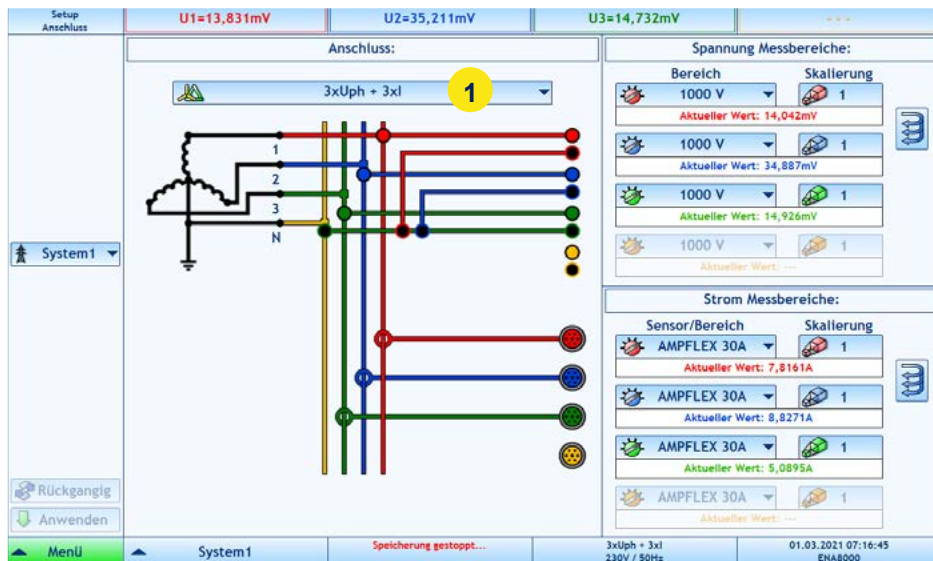 Setup
Anschluss
U1=13,831mV
U2=35,211mV
U3=14,732mV
---
Anschluss:
3xUph + 3xI
1
1
2
3
N
System1
Rückgangig
Anwenden
Spannung Messbereiche:
Bereich
Skalierung
1000 V
1
Aktueller Wert: 14,042mV
1000 V
1
Aktueller Wert: 34,887mV
1000 V
1
Aktueller Wert: 14,926mV
1000 V
1
Aktueller Wert: ---
Strom Messbereiche:
Sensor/Bereich
Skalierung
AMPFLEX 30A
1
Aktueller Wert: 7,8161A
AMPFLEX 30A
1
Aktueller Wert: 8,8271A
AMPFLEX 30A
1
Aktueller Wert: 5,0895A
AMPFLEX 30A
1
Aktueller Wert: ---
Menü
System1
Speicherung gestoppt...
3xUph + 3xI
230V / 50Hz
01.03.2021 07:16:45
ENA8000